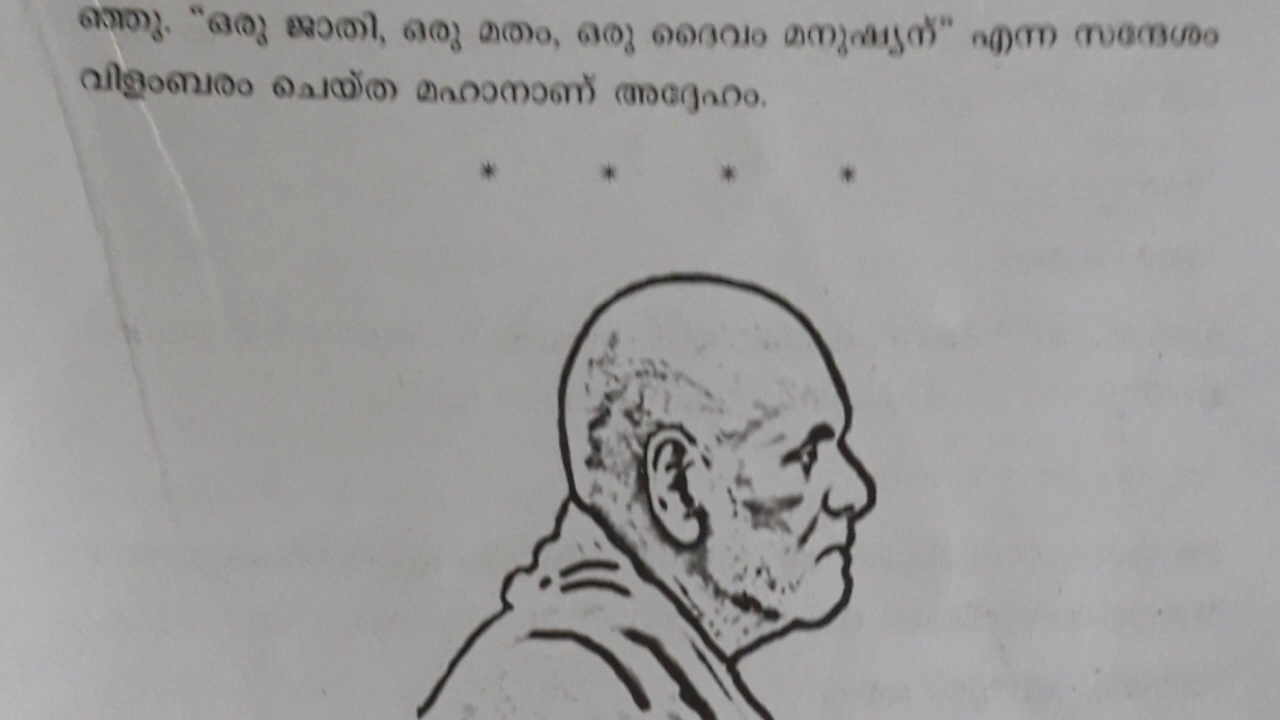 ഞ്ഞു. "ഒരു ജാതി, ഒരു മതം, ഒരു ദൈവം മനുഷ്യന്" എന്ന സന്ദേശം
വിളംബരം ചെയ്ത മഹാനാണ് അദ്ദേഹം.
* * * *